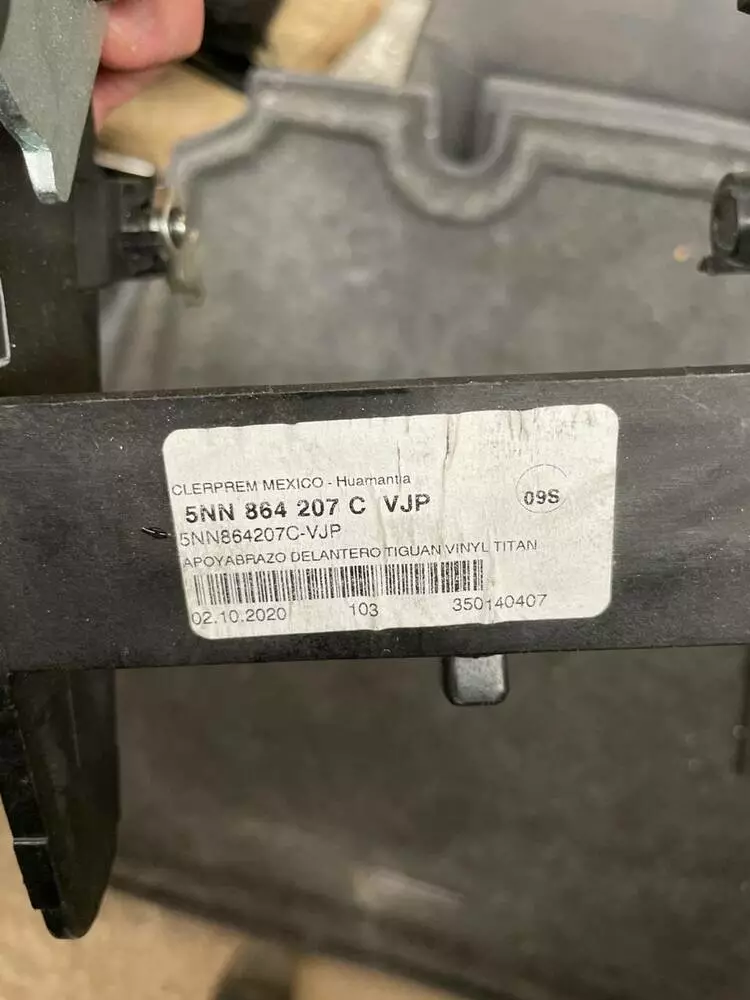 CLERPREM MEXICO - Huamantla
5NN 864 207 C VJP
09S
5NN864207C-VJP
APOYABRAZO DELANTERO TIGUAN VINYL TITAN
02.10.2020 103 350140407